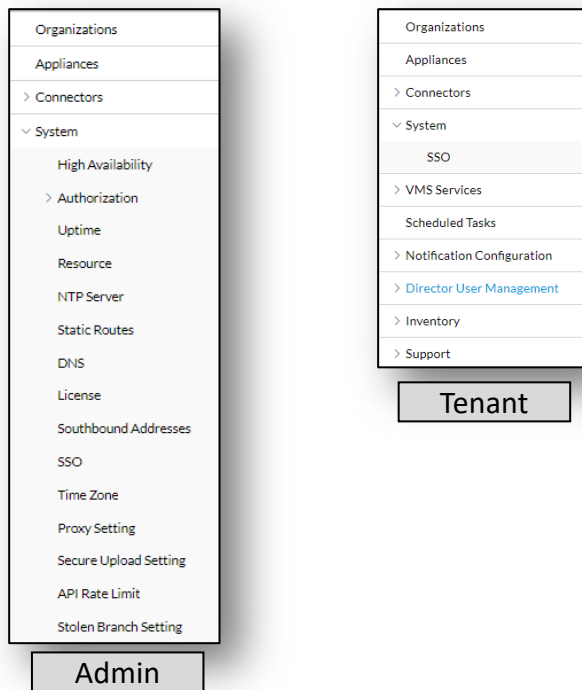 Organizations
Appliances
Connectors
System
High Availability
Authorization
Uptime
Resource
NTP Server
Static Routes
DNS
License
Southbound Addresses
SSO
Time Zone
Proxy Setting
Secure Upload Setting
API Rate Limit
Stolen Branch Setting
Admin
Organizations
Appliances
Connectors
System
SSO
VMS Services
Scheduled Tasks
Notification Configuration
Director User Management
Inventory
Support
Tenant